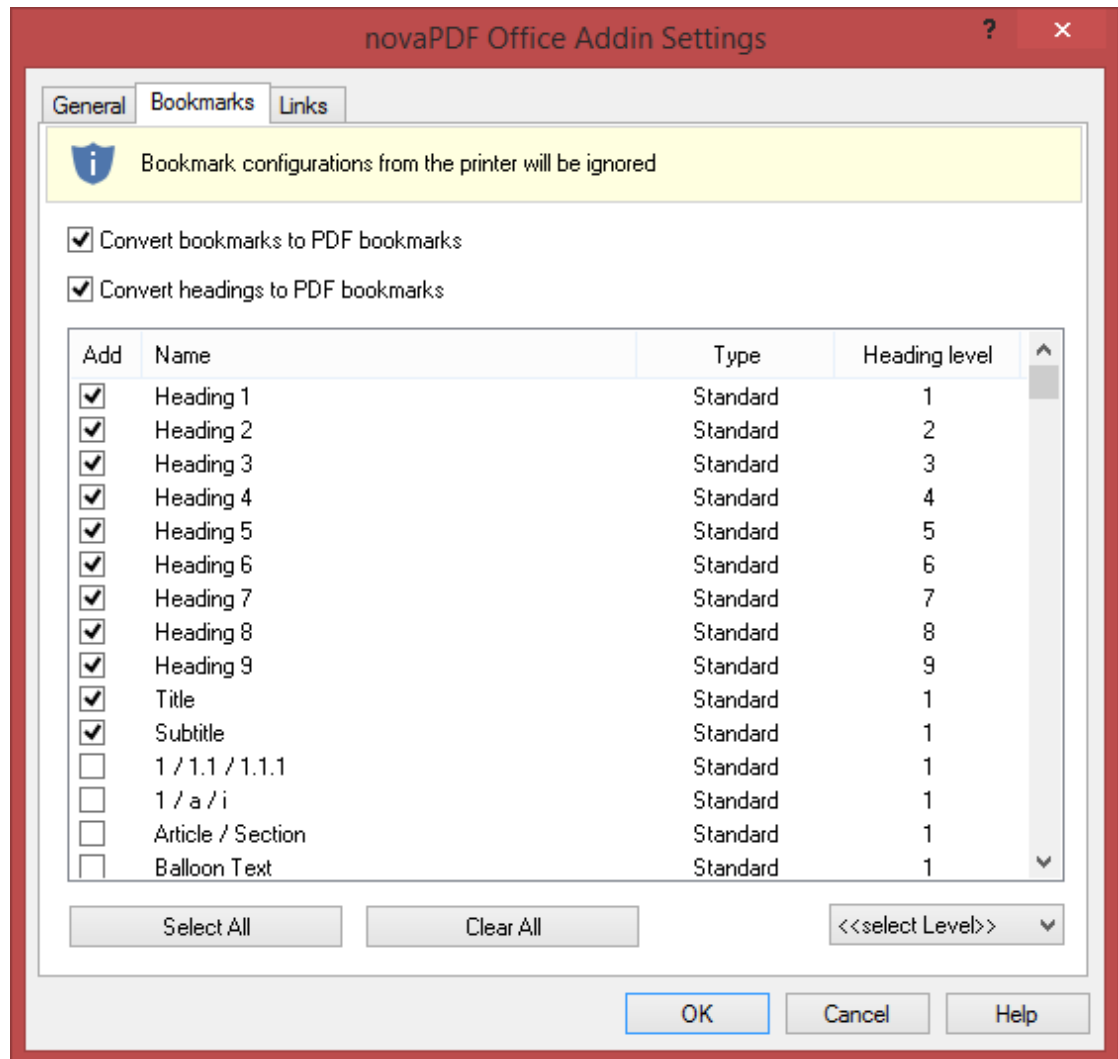 novaPDF Office Addin Settings ? ×
General Bookmarks Links
Bookmark configurations from the printer will be ignored
Convert bookmarks to PDF bookmarks
Convert headings to PDF bookmarks
Add Name Type Heading level
Heading 1 Standard 1
Heading 2 Standard 2
Heading 3 Standard 3
Heading 4 Standard 4
Heading 5 Standard 5
Heading 6 Standard 6
Heading 7 Standard 7
Heading 8 Standard 8
Heading 9 Standard 9
Title Standard 1
Subtitle Standard 1
1 / 1.1 / 1.1.1 Standard 1
1 / a / i Standard 1
Article / Section Standard 1
Balloon Text Standard 1
Select All Clear All <<select Level>>
OK Cancel Help